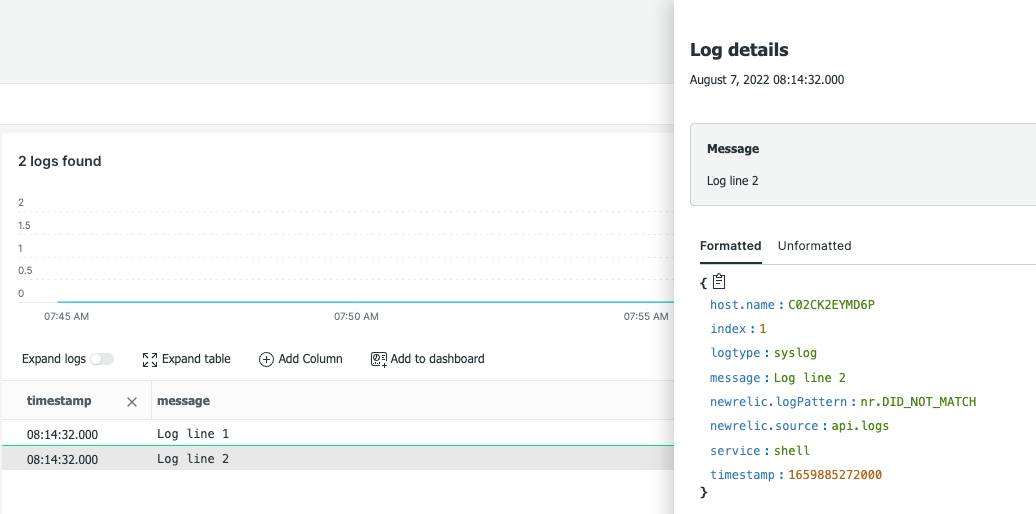 2 logs found
2
1.5
1
0.5
0
07:45 AM 07:50 AM 07:55 AM
Expand logs Expand table Add Column Add to dashboard
timestamp message
08:14:32.000 Log line 1
08:14:32.000 Log line 2
Log details
August 7, 2022 08:14:32.000
Message
Log line 2
Formatted Unformatted
{
host.name : C02CK2EYMD6P
index : 1
logtype : syslog
message : Log line 2
newrelic.logPattern : nr.DID_NOT_MATCH
newrelic.source : api.logs
service : shell
timestamp : 1659885272000
}